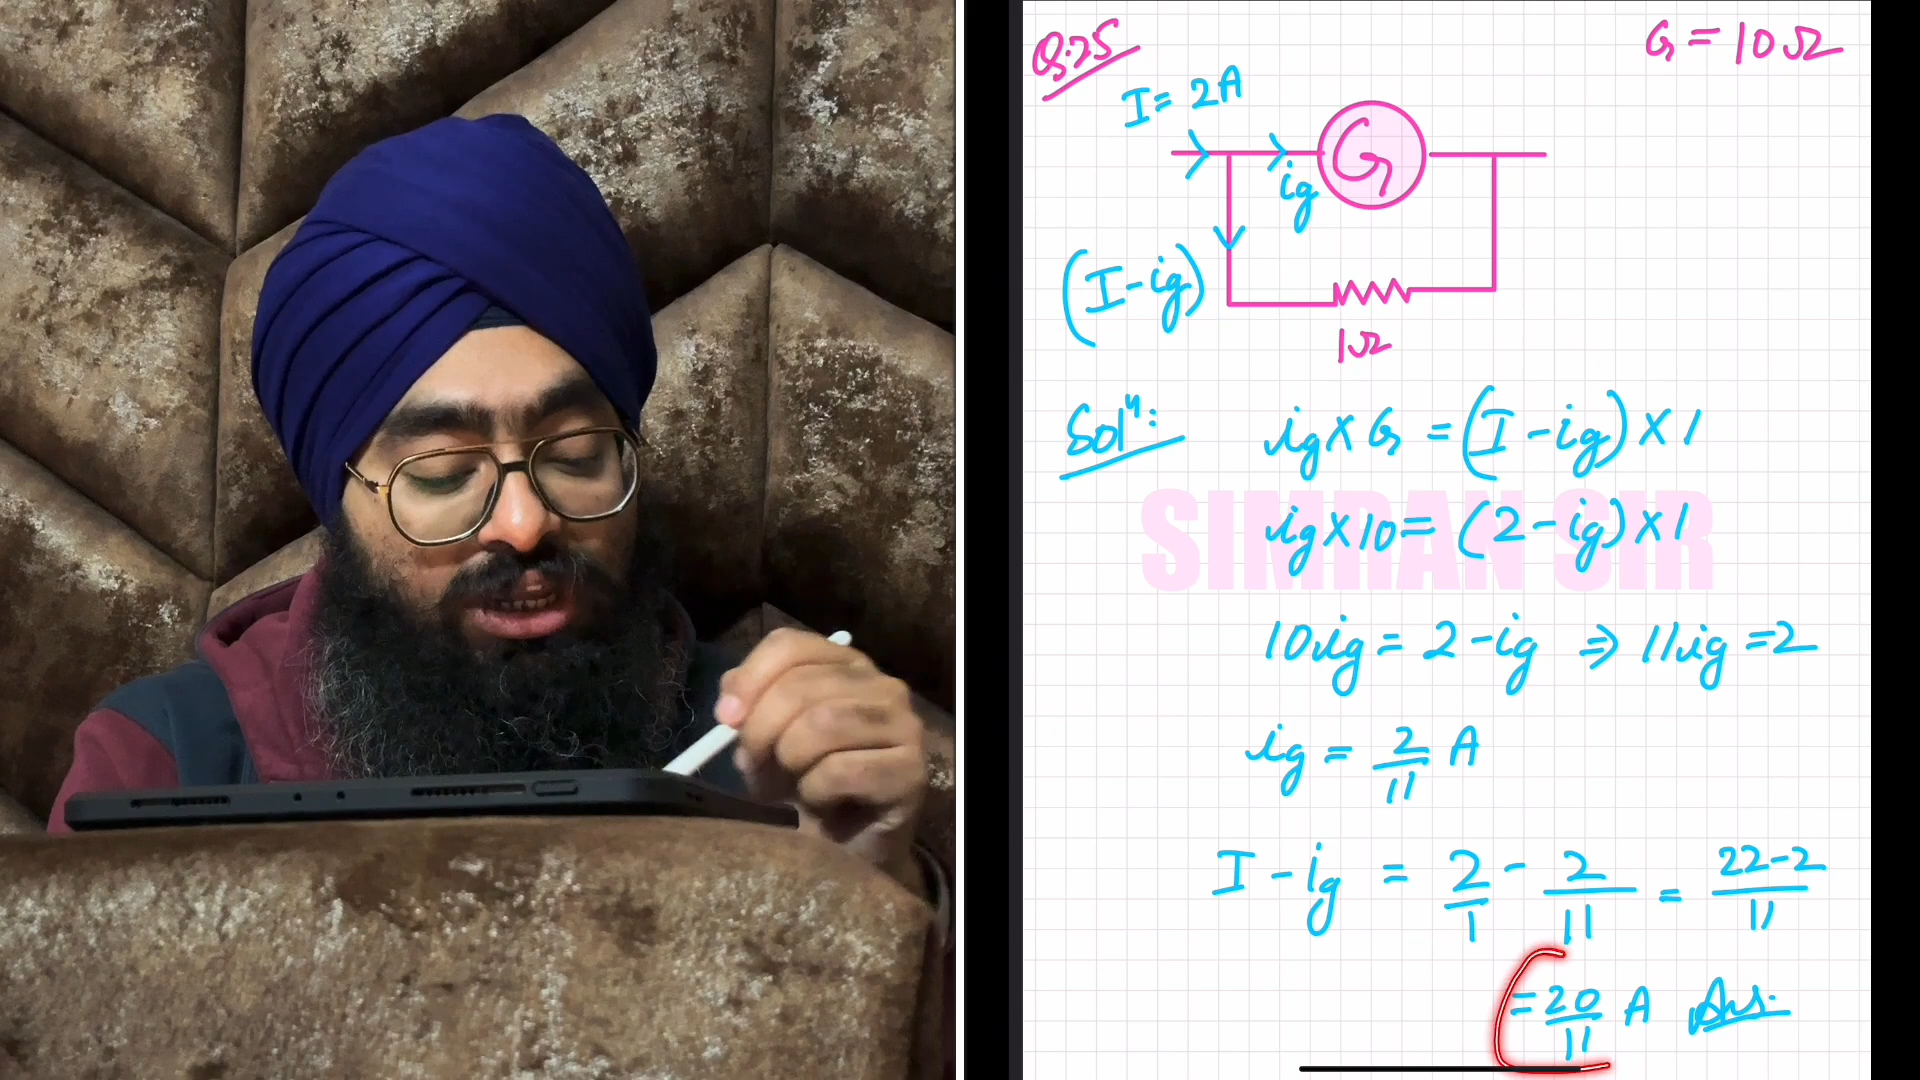 Q.25
G = 10Ω
I = 2A
G
ig
(I - ig)
1Ω
Solⁿ:
ig × G = (I - ig) × 1
SIMRAN SIR
ig × 10 = (2 - ig) × 1
10ig = 2 - ig ⇒ 11ig = 2
ig = 2/11 A
I - ig = 2/1 - 2/11 = 22-2/11
= 20/11 A Ans.